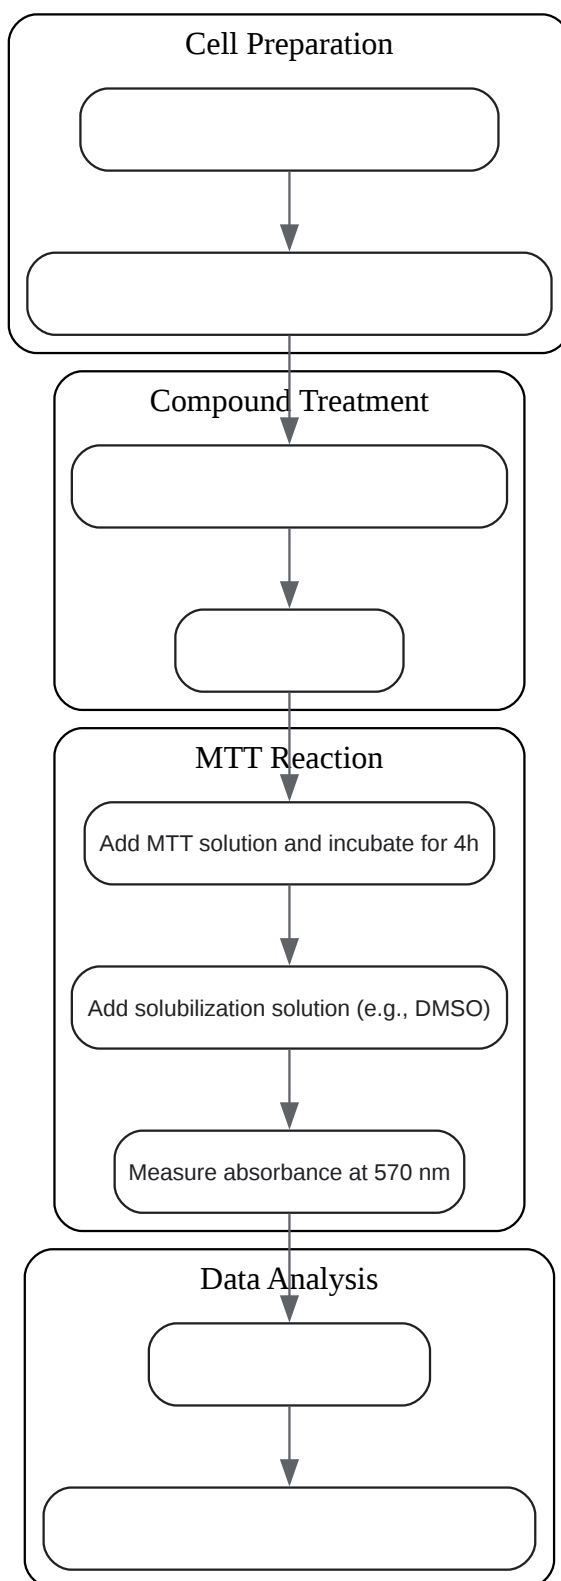 Cell Preparation
Compound Treatment
MTT Reaction
Add MTT solution and incubate for 4h
Add solubilization solution (e.g., DMSO)
Measure absorbance at 570 nm
Data Analysis